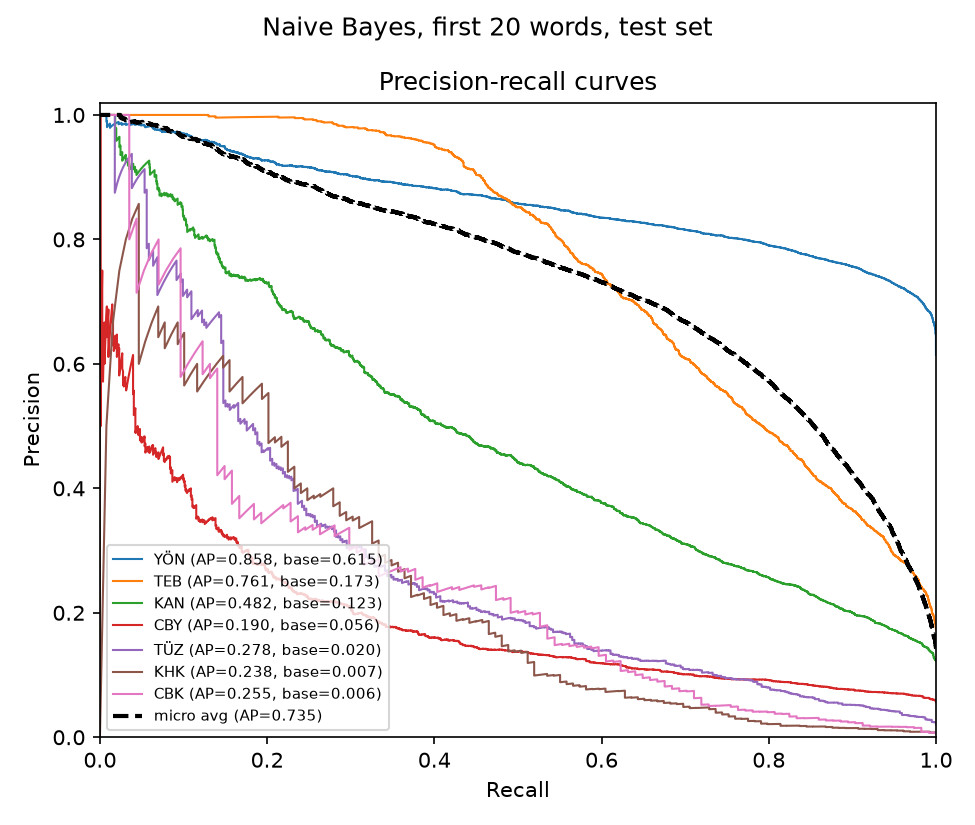 Naive Bayes, first 20 words, test set
Precision-recall curves
Precision
1.0
0.8
0.6
0.4
0.2
0.0
YÖN (AP=0.858, base=0.615)
TEB (AP=0.761, base=0.173)
KAN (AP=0.482, base=0.123)
CBY (AP=0.190, base=0.056)
TÜZ (AP=0.278, base=0.020)
KHK (AP=0.238, base=0.007)
CBK (AP=0.255, base=0.006)
micro avg (AP=0.735)
0.0 0.2 0.4 0.6 0.8 1.0
Recall